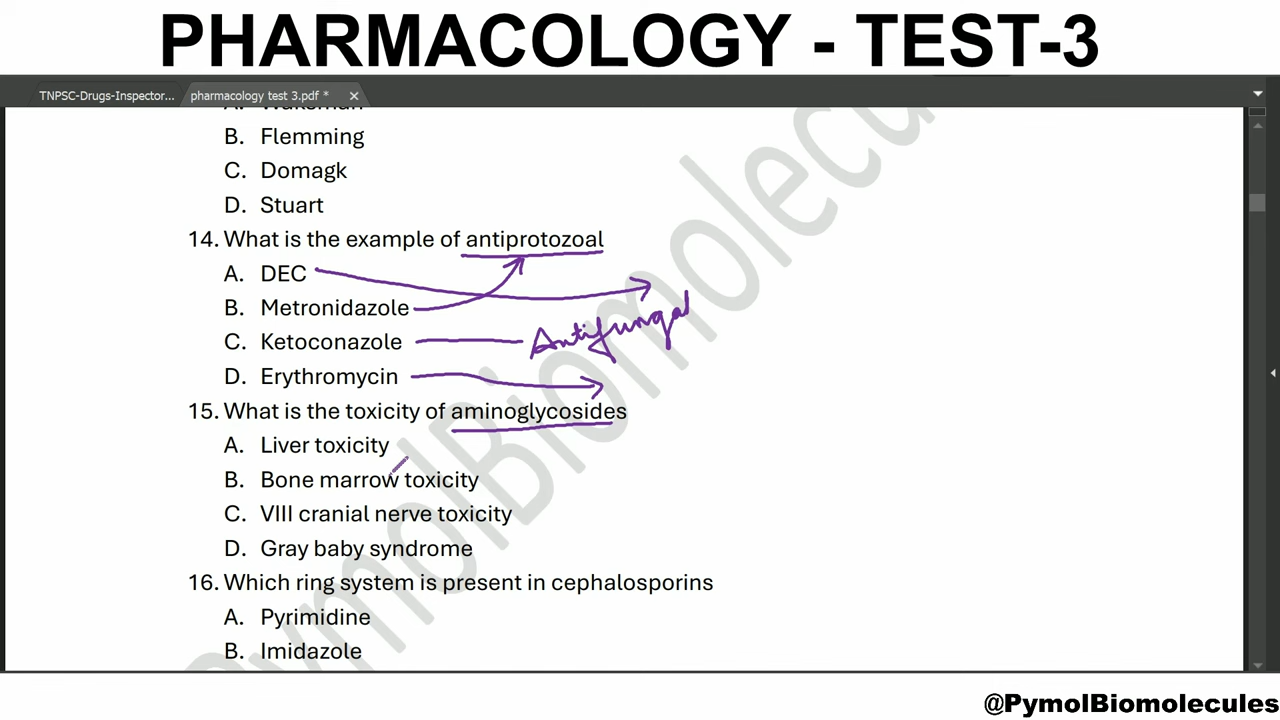 PHARMACOLOGY - TEST-3
TNPSC-Drugs-Inspector... pharmacology test 3.pdf *
A. Waksman
B. Flemming
C. Domagk
D. Stuart
14. What is the example of antiprotozoal
A. DEC
B. Metronidazole
C. Ketoconazole Antifungal
D. Erythromycin
15. What is the toxicity of aminoglycosides
A. Liver toxicity
B. Bone marrow toxicity
C. VIII cranial nerve toxicity
D. Gray baby syndrome
16. Which ring system is present in cephalosporins
A. Pyrimidine
B. Imidazole
PymolBiomolecu
@PymolBiomolecules